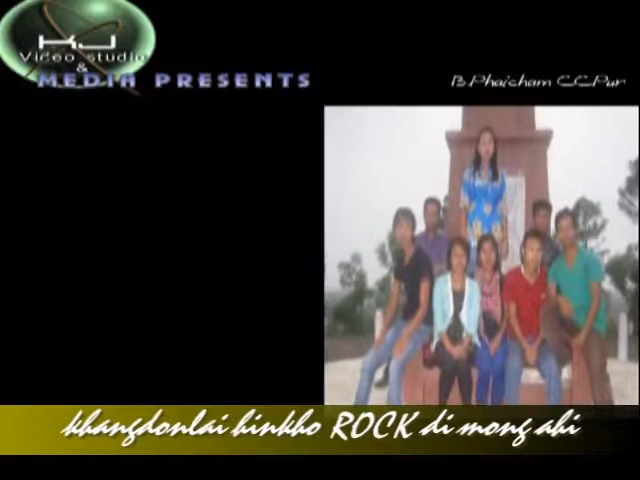 KJ
Video studio
&
MEDIA PRESENTS
B.Phaicham CCPur
khangdonlai hinkho ROCK di mong ahi